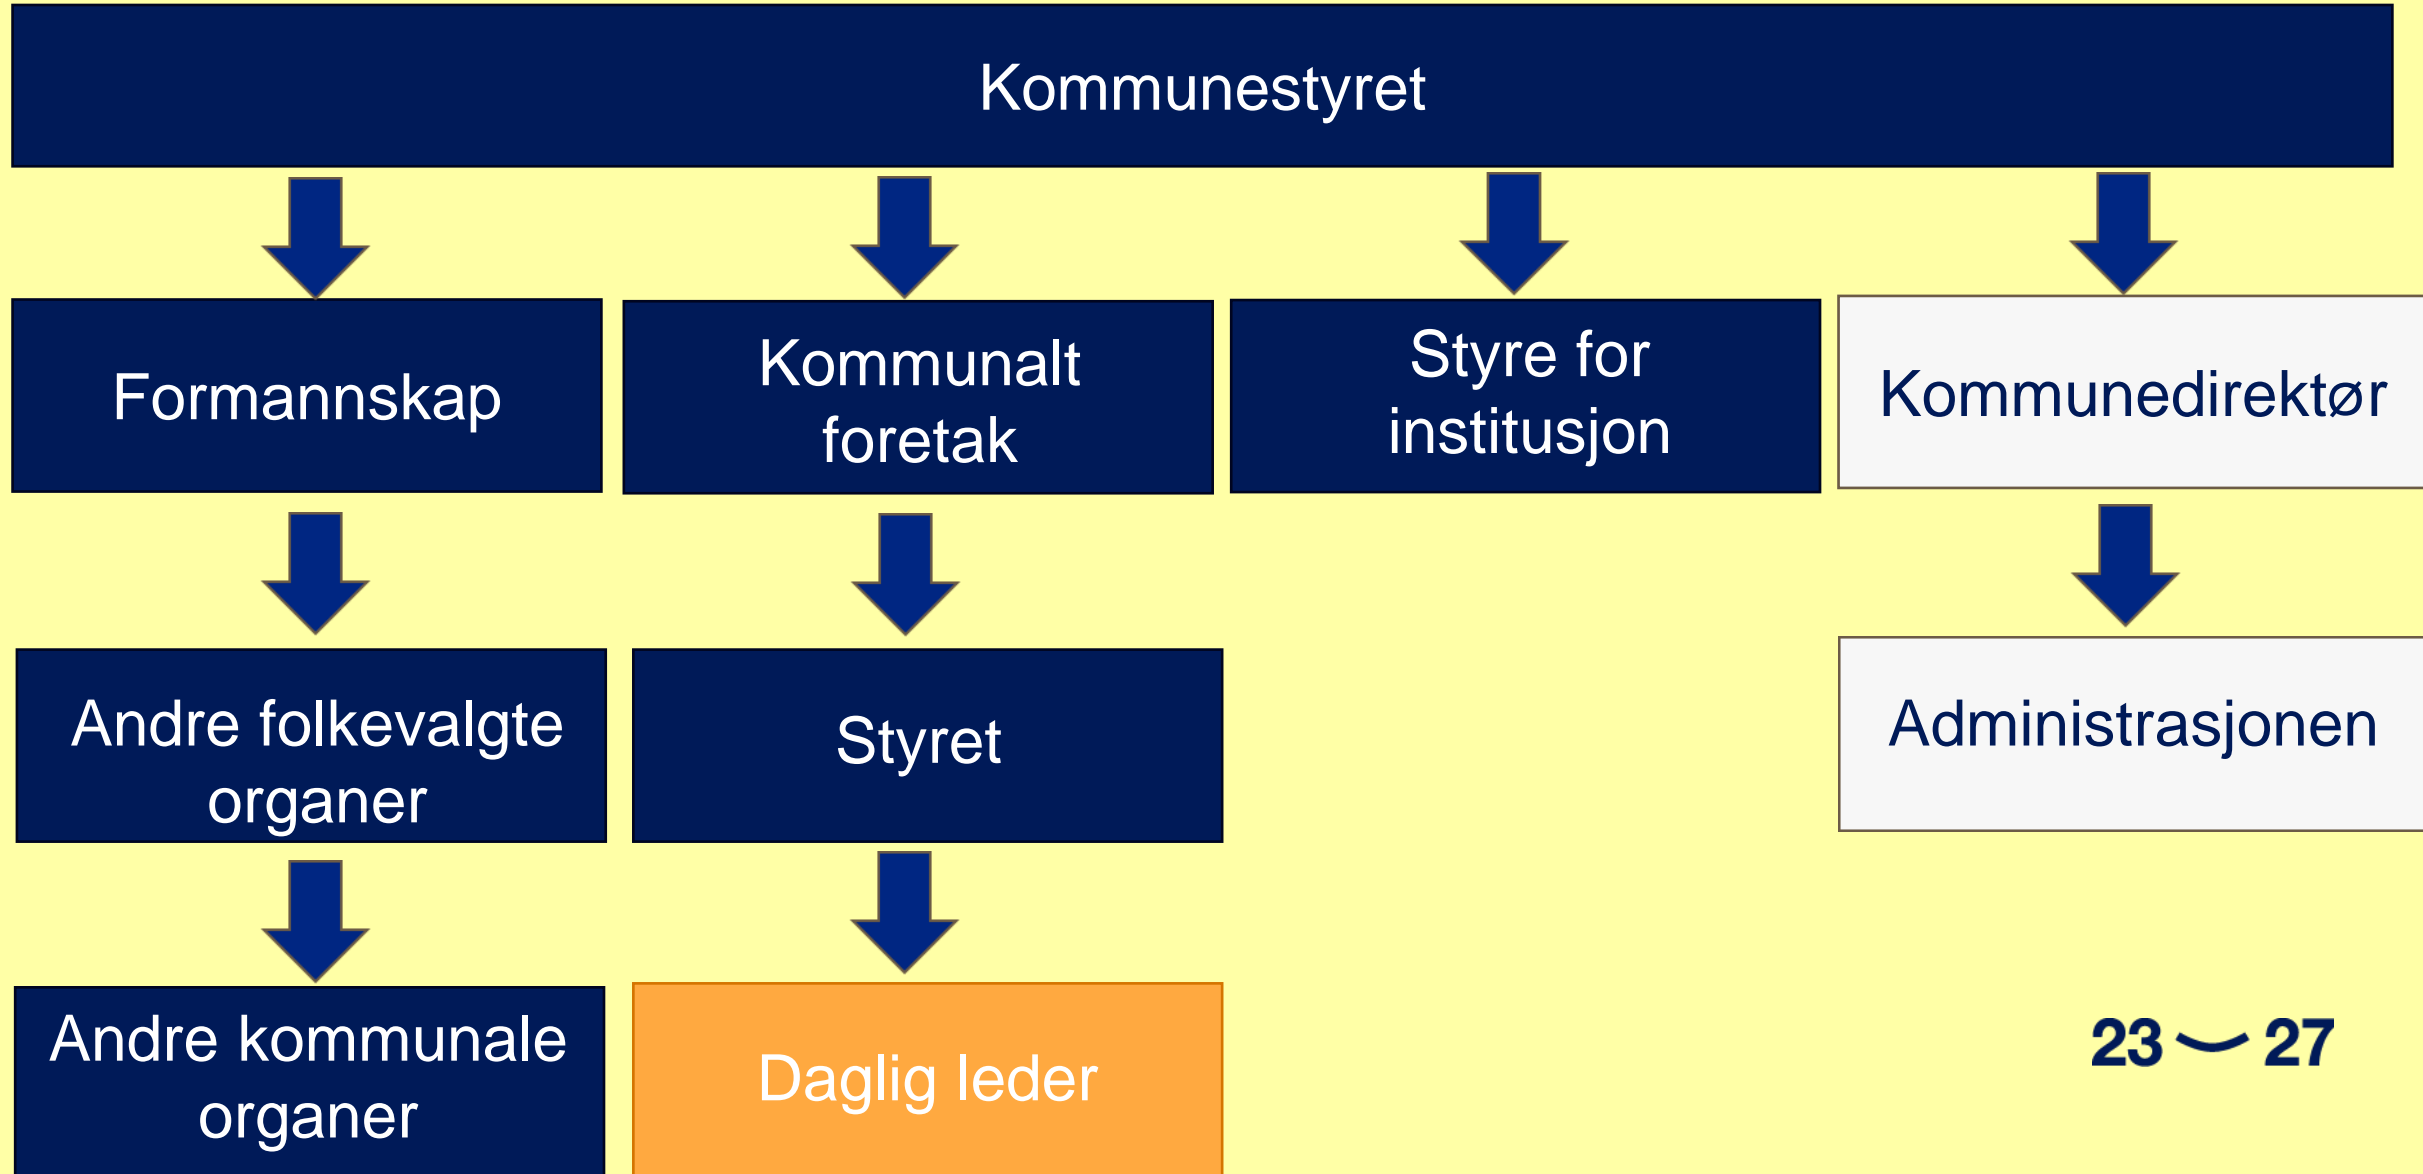 Kommunestyret
Formannskap
Kommunalt
foretak
Styre for
institusjon
Kommunedirektør
Andre folkevalgte
organer
Styret
Administrasjonen
Andre kommunale
organer
Daglig leder
23 27